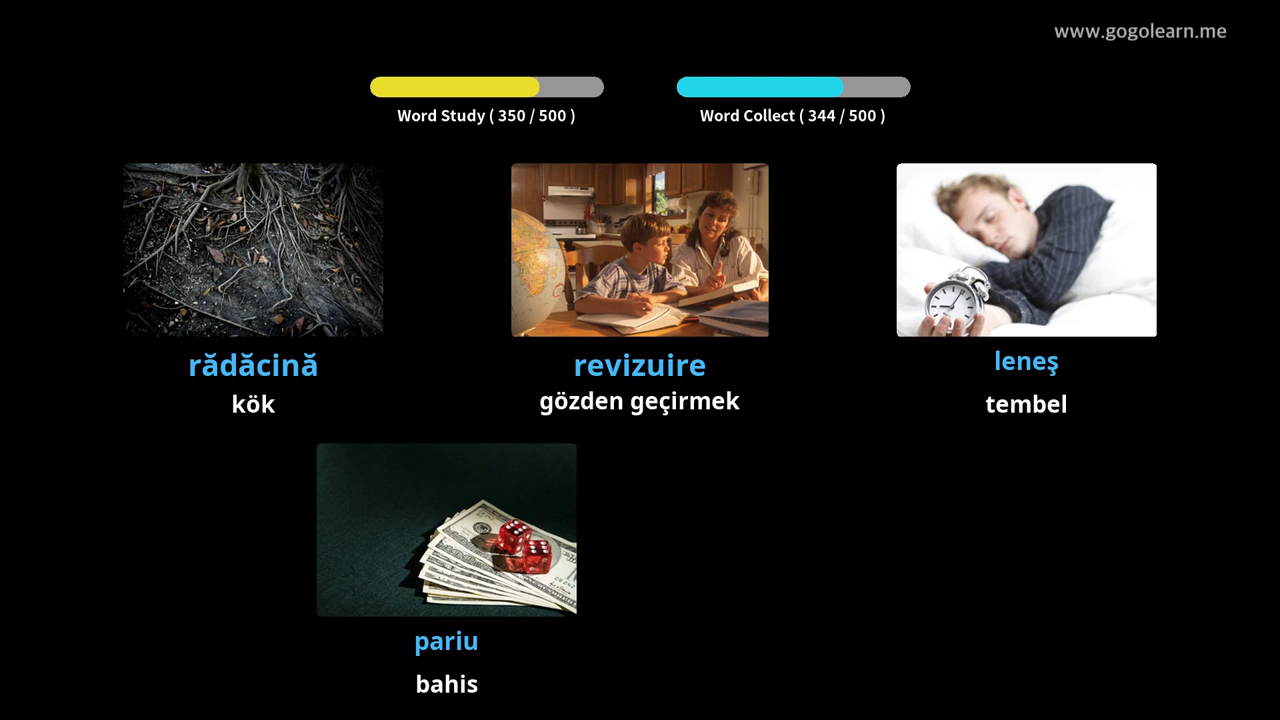 www.gogolearn.me
Word Study ( 350 / 500 )
Word Collect ( 344 / 500 )
rădăcină
kök
revizuire
gözden geçirmek
leneş
tembel
pariu
bahis